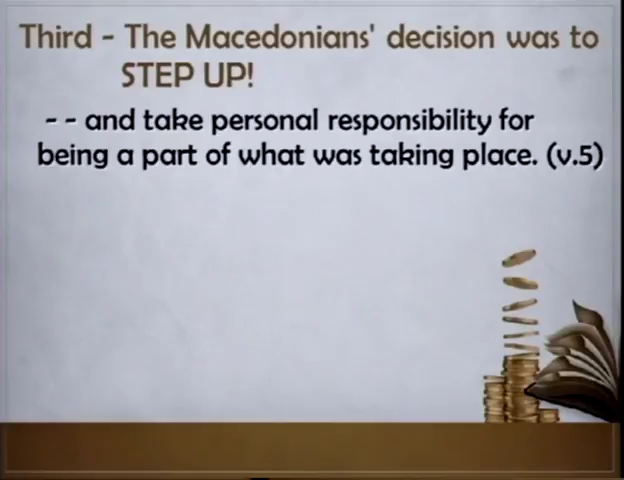 Third - The Macedonians' decision was to
STEP UP!
- - and take personal responsibility for
being a part of what was taking place. (v.5)